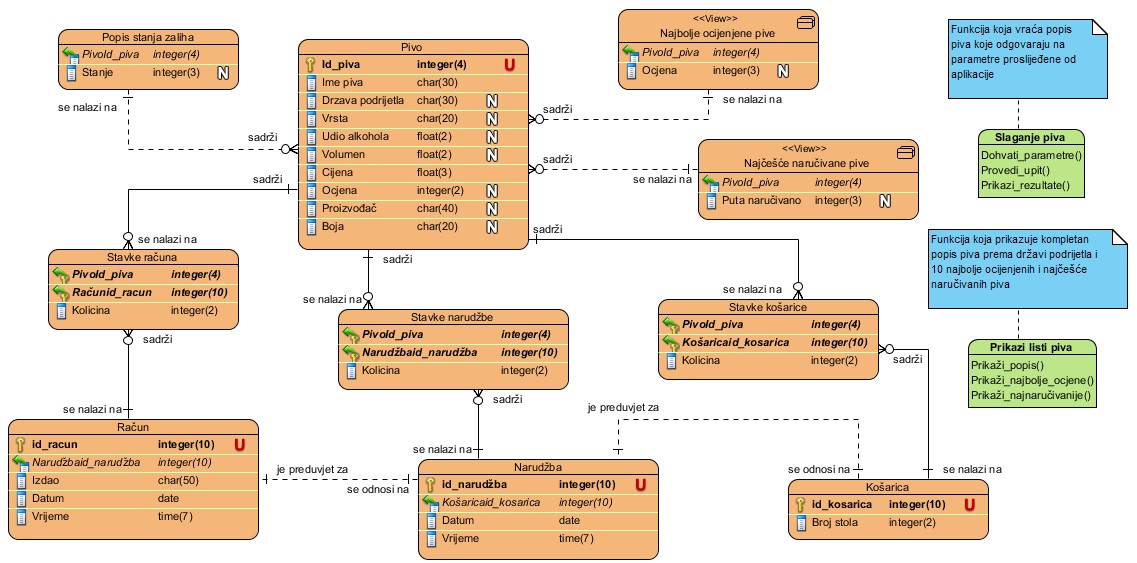 Popis stanja zaliha
PivoId_piva integer(4)
Stanje integer(3) N
se nalazi na
sadrži
Pivo
Id_piva integer(4) U
Ime piva char(30)
Drzava podrijetla char(30) N
Vrsta char(20) N
Udio alkohola float(2) N
Volumen float(2) N
Cijena float(3)
Ocjena integer(2) N
Proizvođač char(40) N
Boja char(20) N
<<View>>
Najbolje ocijenjene pive
PivoId_piva integer(4)
Ocjena integer(3) N
se nalazi na
sadrži
<<View>>
Najčešće naručivane pive
PivoId_piva integer(4)
Puta naručivano integer(3) N
sadrži
se nalazi na
Funkcija koja vraća popis
piva koje odgovaraju na
parametre proslijeđene od
aplikacije
Slaganje piva
Dohvati_parametre()
Provedi_upit()
Prikazi_rezultate()
Funkcija koja prikazuje kompletan
popis piva prema državi podrijetla i
10 najbolje ocijenjenih i najčešće
naručivanih piva
Prikazi listi piva
Prikaži_popis()
Prikaži_najbolje_ocjene()
Prikaži_najnaručivanije()
sadrži
se nalazi na
Stavke računa
PivoId_piva integer(4)
Računid_racun integer(10)
Kolicina integer(2)
sadrži
se nalazi na
sadrži
se nalazi na
Stavke narudžbe
PivoId_piva integer(4)
Narudžbaid_narudžba integer(10)
Kolicina integer(2)
sadrži
se nalazi na
sadrži
se nalazi na
Stavke košarice
PivoId_piva integer(4)
Košaricaid_kosarica integer(10)
Kolicina integer(2)
sadrži
se nalazi na
Račun
id_racun integer(10) U
Narudžbaid_narudžba integer(10)
Izdao char(50)
Datum date
Vrijeme time(7)
je preduvjet za
se odnosi na
Narudžba
id_narudžba integer(10) U
Košaricaid_kosarica integer(10)
Datum date
Vrijeme time(7)
je preduvjet za
se odnosi na
Košarica
id_kosarica integer(10) U
Broj stola integer(2)